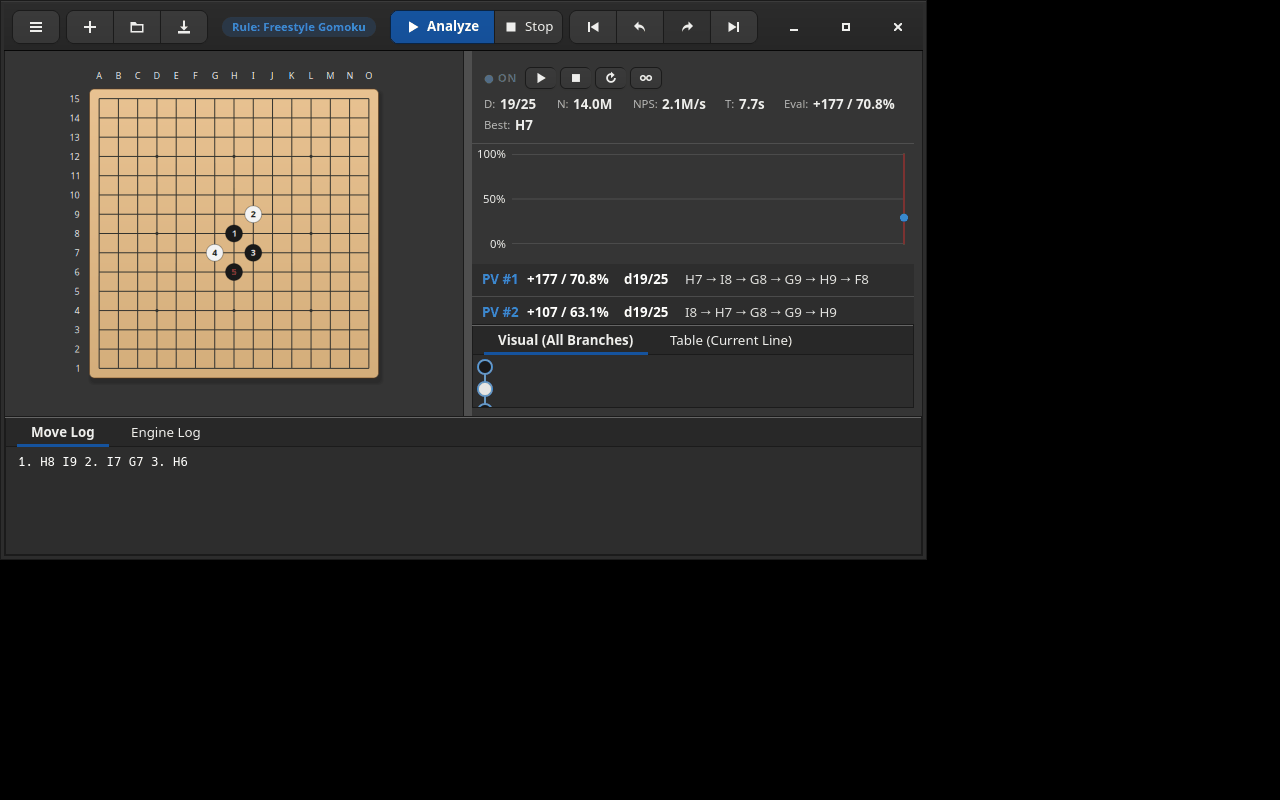 Rule: Freestyle Gomoku
Analyze
Stop
A B C D E F G H I J K L M N O
15
14
13
12
11
10
9
8
7
6
5
4
3
2
1
2
1
4 3
5
ON
D: 19/25 N: 14.0M NPS: 2.1M/s T: 7.7s Eval: +177 / 70.8%
Best: H7
100%
50%
0%
PV #1 +177 / 70.8% d19/25 H7 → I8 → G8 → G9 → H9 → F8
PV #2 +107 / 63.1% d19/25 I8 → H7 → G8 → G9 → H9
Visual (All Branches) Table (Current Line)
Move Log Engine Log
1. H8 I9 2. I7 G7 3. H6